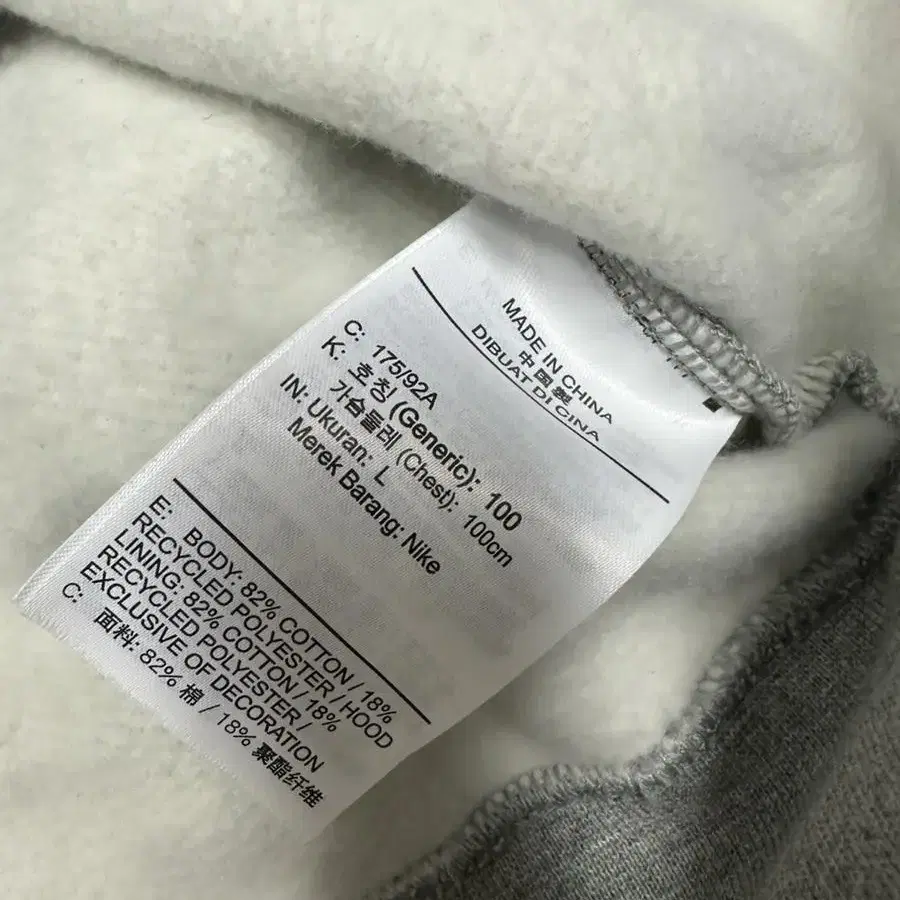 MADE IN CHINA
中国製
DIBUAT DI CINA
C: 175/92A
K: 호칭 (Generic): 100
가슴둘레 (Chest): 100cm
IN: Ukuran: L
Merek Barang: Nike
E: BODY: 82% COTTON / 18%
RECYCLED POLYESTER / HOOD
LINING: 82% COTTON / 18%
RECYCLED POLYESTER /
EXCLUSIVE OF DECORATION
C: 面料: 82% 棉 / 18% 聚酯纤维